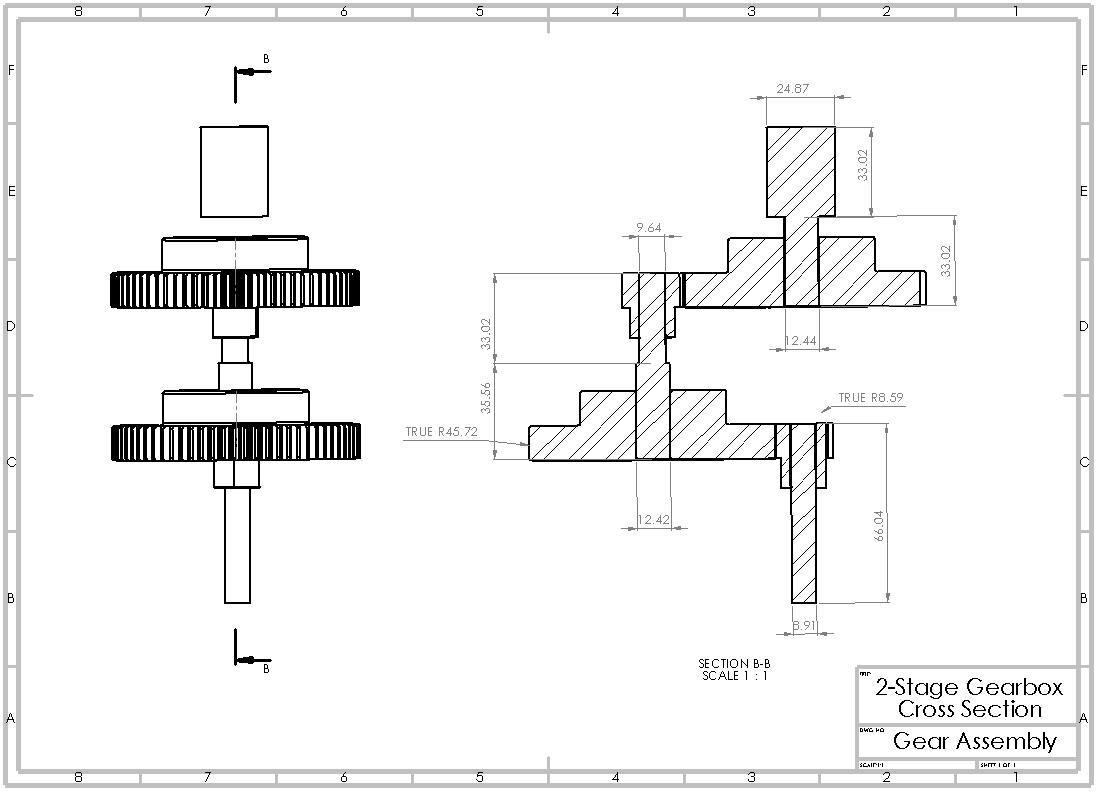 8 7 6 5 4 3 2 1
F F
E E
D D
C C
B B
A A
B
24.87
33.02
9.64
33.02
33.02
12.44
35.56
TRUE R8.59
TRUE R45.72
12.42
66.04
8.91
B
SECTION B-B
SCALE 1 : 1
TITLE:
2-Stage Gearbox
Cross Section
DWG NO.
Gear Assembly
SHEET 1 OF 1
8 7 6 5 4 3 2 1